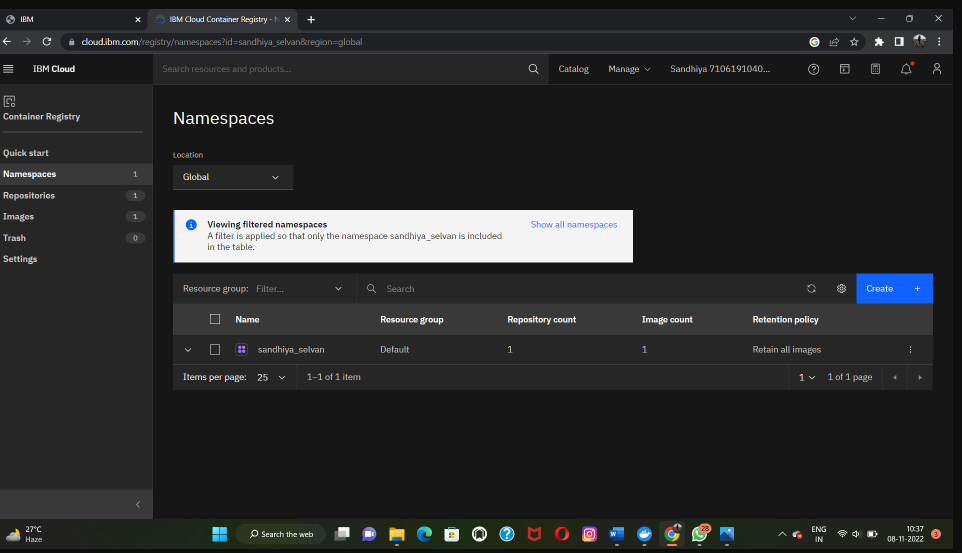 IBM
IBM Cloud Container Registry - N
cloud.ibm.com/registry/namespaces?id=sandhiya_selvan&region=global
IBM Cloud
Search resources and products...
Catalog
Manage
Sandhiya 7106191040...
Container Registry
Quick start
Namespaces 1
Repositories 1
Images 1
Trash 0
Settings
Namespaces
Location
Global
Viewing filtered namespaces
Show all namespaces
A filter is applied so that only the namespace sandhiya_selvan is included
in the table.
Resource group: Filter...
Search
Create +
Name Resource group Repository count Image count Retention policy
sandhiya_selvan Default 1 1 Retain all images
Items per page: 25 1–1 of 1 item 1 1 of 1 page
27°C
Haze
Search the web
28
ENG
IN
10:37
08-11-2022
3